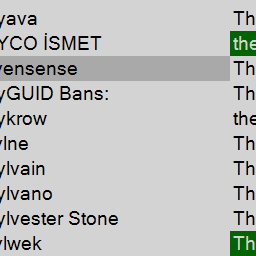 yava Th
YCO İSMET the
vensense Th
yGUID Bans: Th
ykrow the
ylne Th
ylvain Th
ylvano Th
ylvester Stone Th
ylwek Th